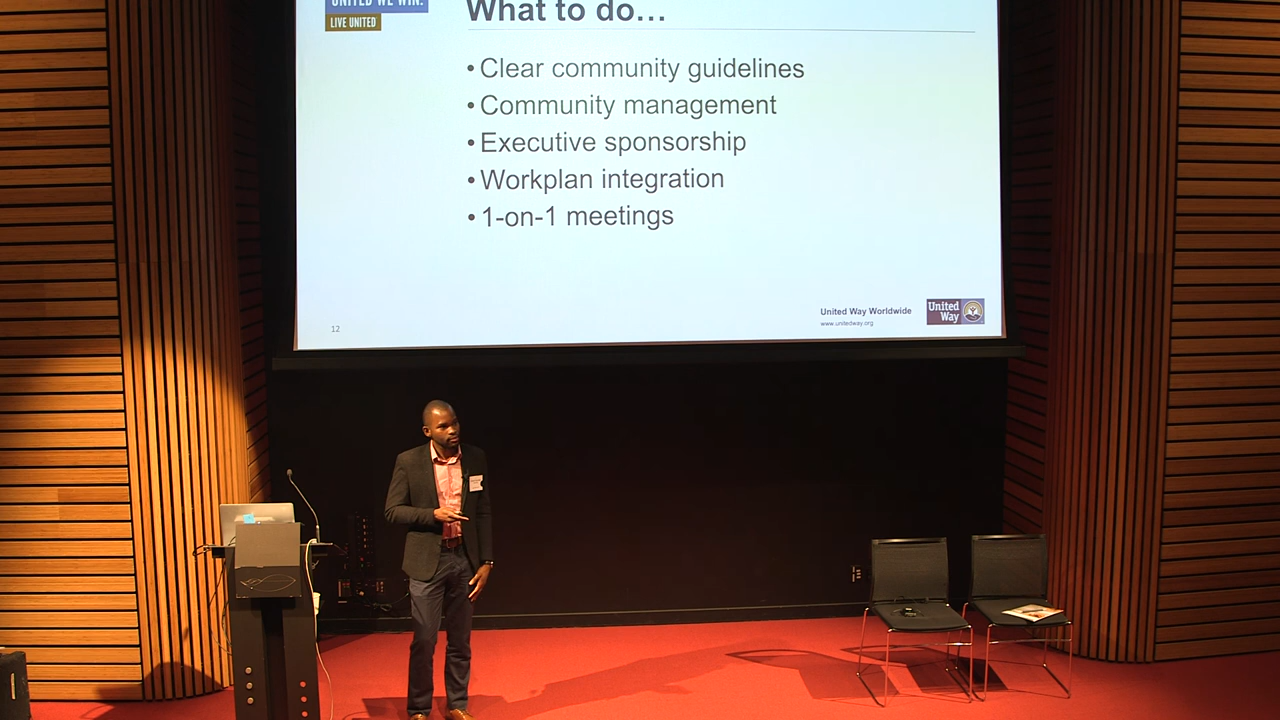 UNITED WE WIN.
LIVE UNITED
What to do...
• Clear community guidelines
• Community management
• Executive sponsorship
• Workplan integration
• 1-on-1 meetings
12
United Way Worldwide
www.unitedway.org
United
Way